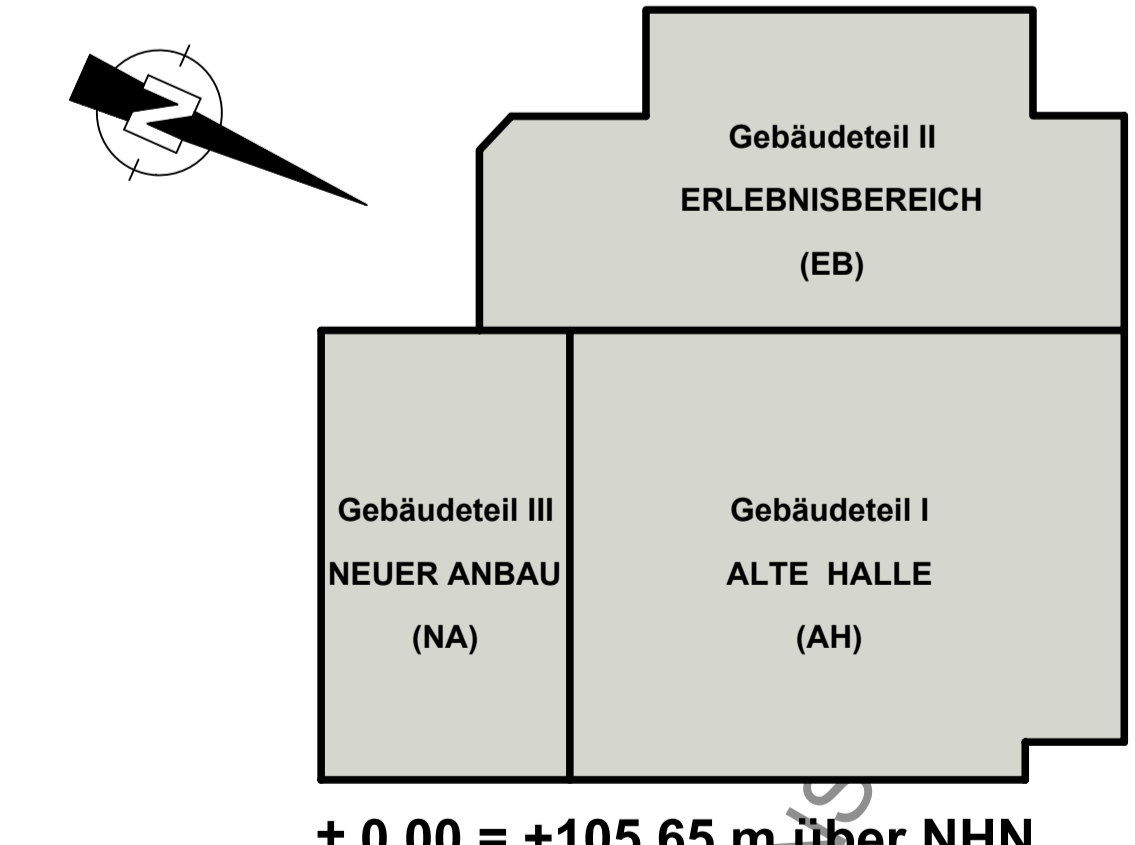 N
Gebäudeteil II
ERLEBNISBEREICH
(EB)
Gebäudeteil III
NEUER ANBAU
(NA)
Gebäudeteil I
ALTE HALLE
(AH)
± 0,00 = +105,65 m über NHN